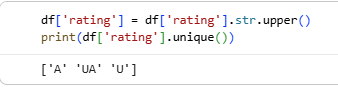 df['rating'] = df['rating'].str.upper()
print(df['rating'].unique())
['A' 'UA' 'U']